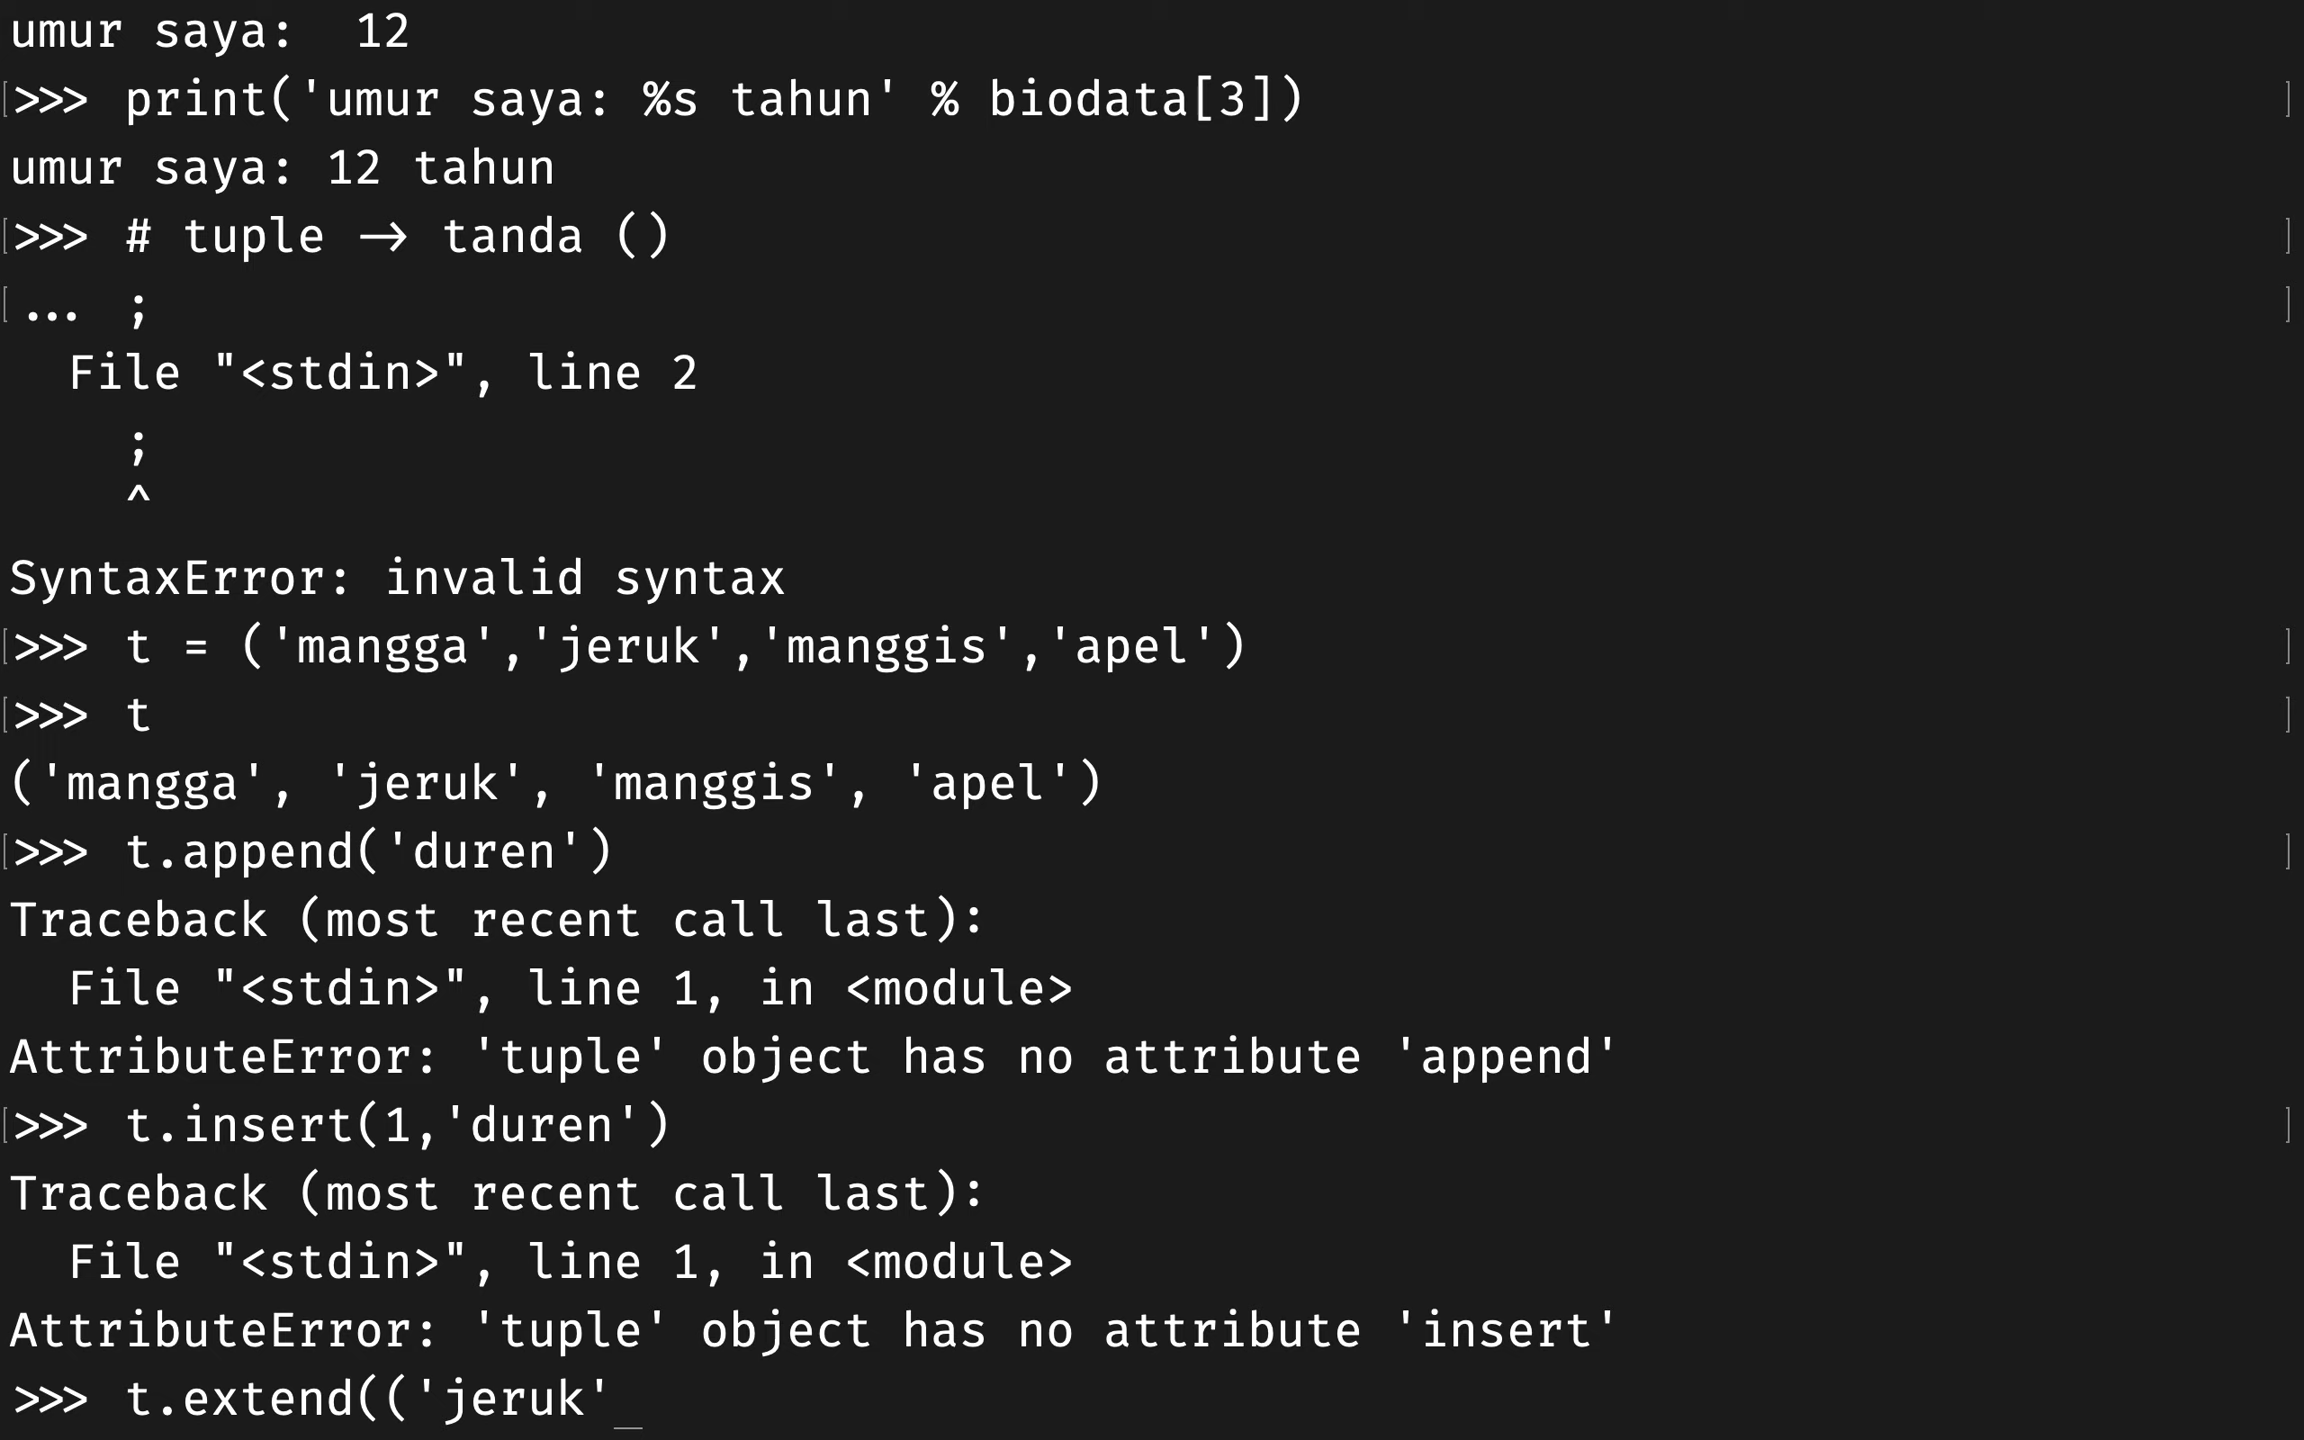 umur saya:  12
>>> print('umur saya: %s tahun' % biodata[3])
umur saya: 12 tahun
>>> # tuple -> tanda ()
... ;
  File "<stdin>", line 2
    ;
    ^
SyntaxError: invalid syntax
>>> t = ('mangga','jeruk','manggis','apel')
>>> t
('mangga', 'jeruk', 'manggis', 'apel')
>>> t.append('duren')
Traceback (most recent call last):
  File "<stdin>", line 1, in <module>
AttributeError: 'tuple' object has no attribute 'append'
>>> t.insert(1,'duren')
Traceback (most recent call last):
  File "<stdin>", line 1, in <module>
AttributeError: 'tuple' object has no attribute 'insert'
>>> t.extend(('jeruk'